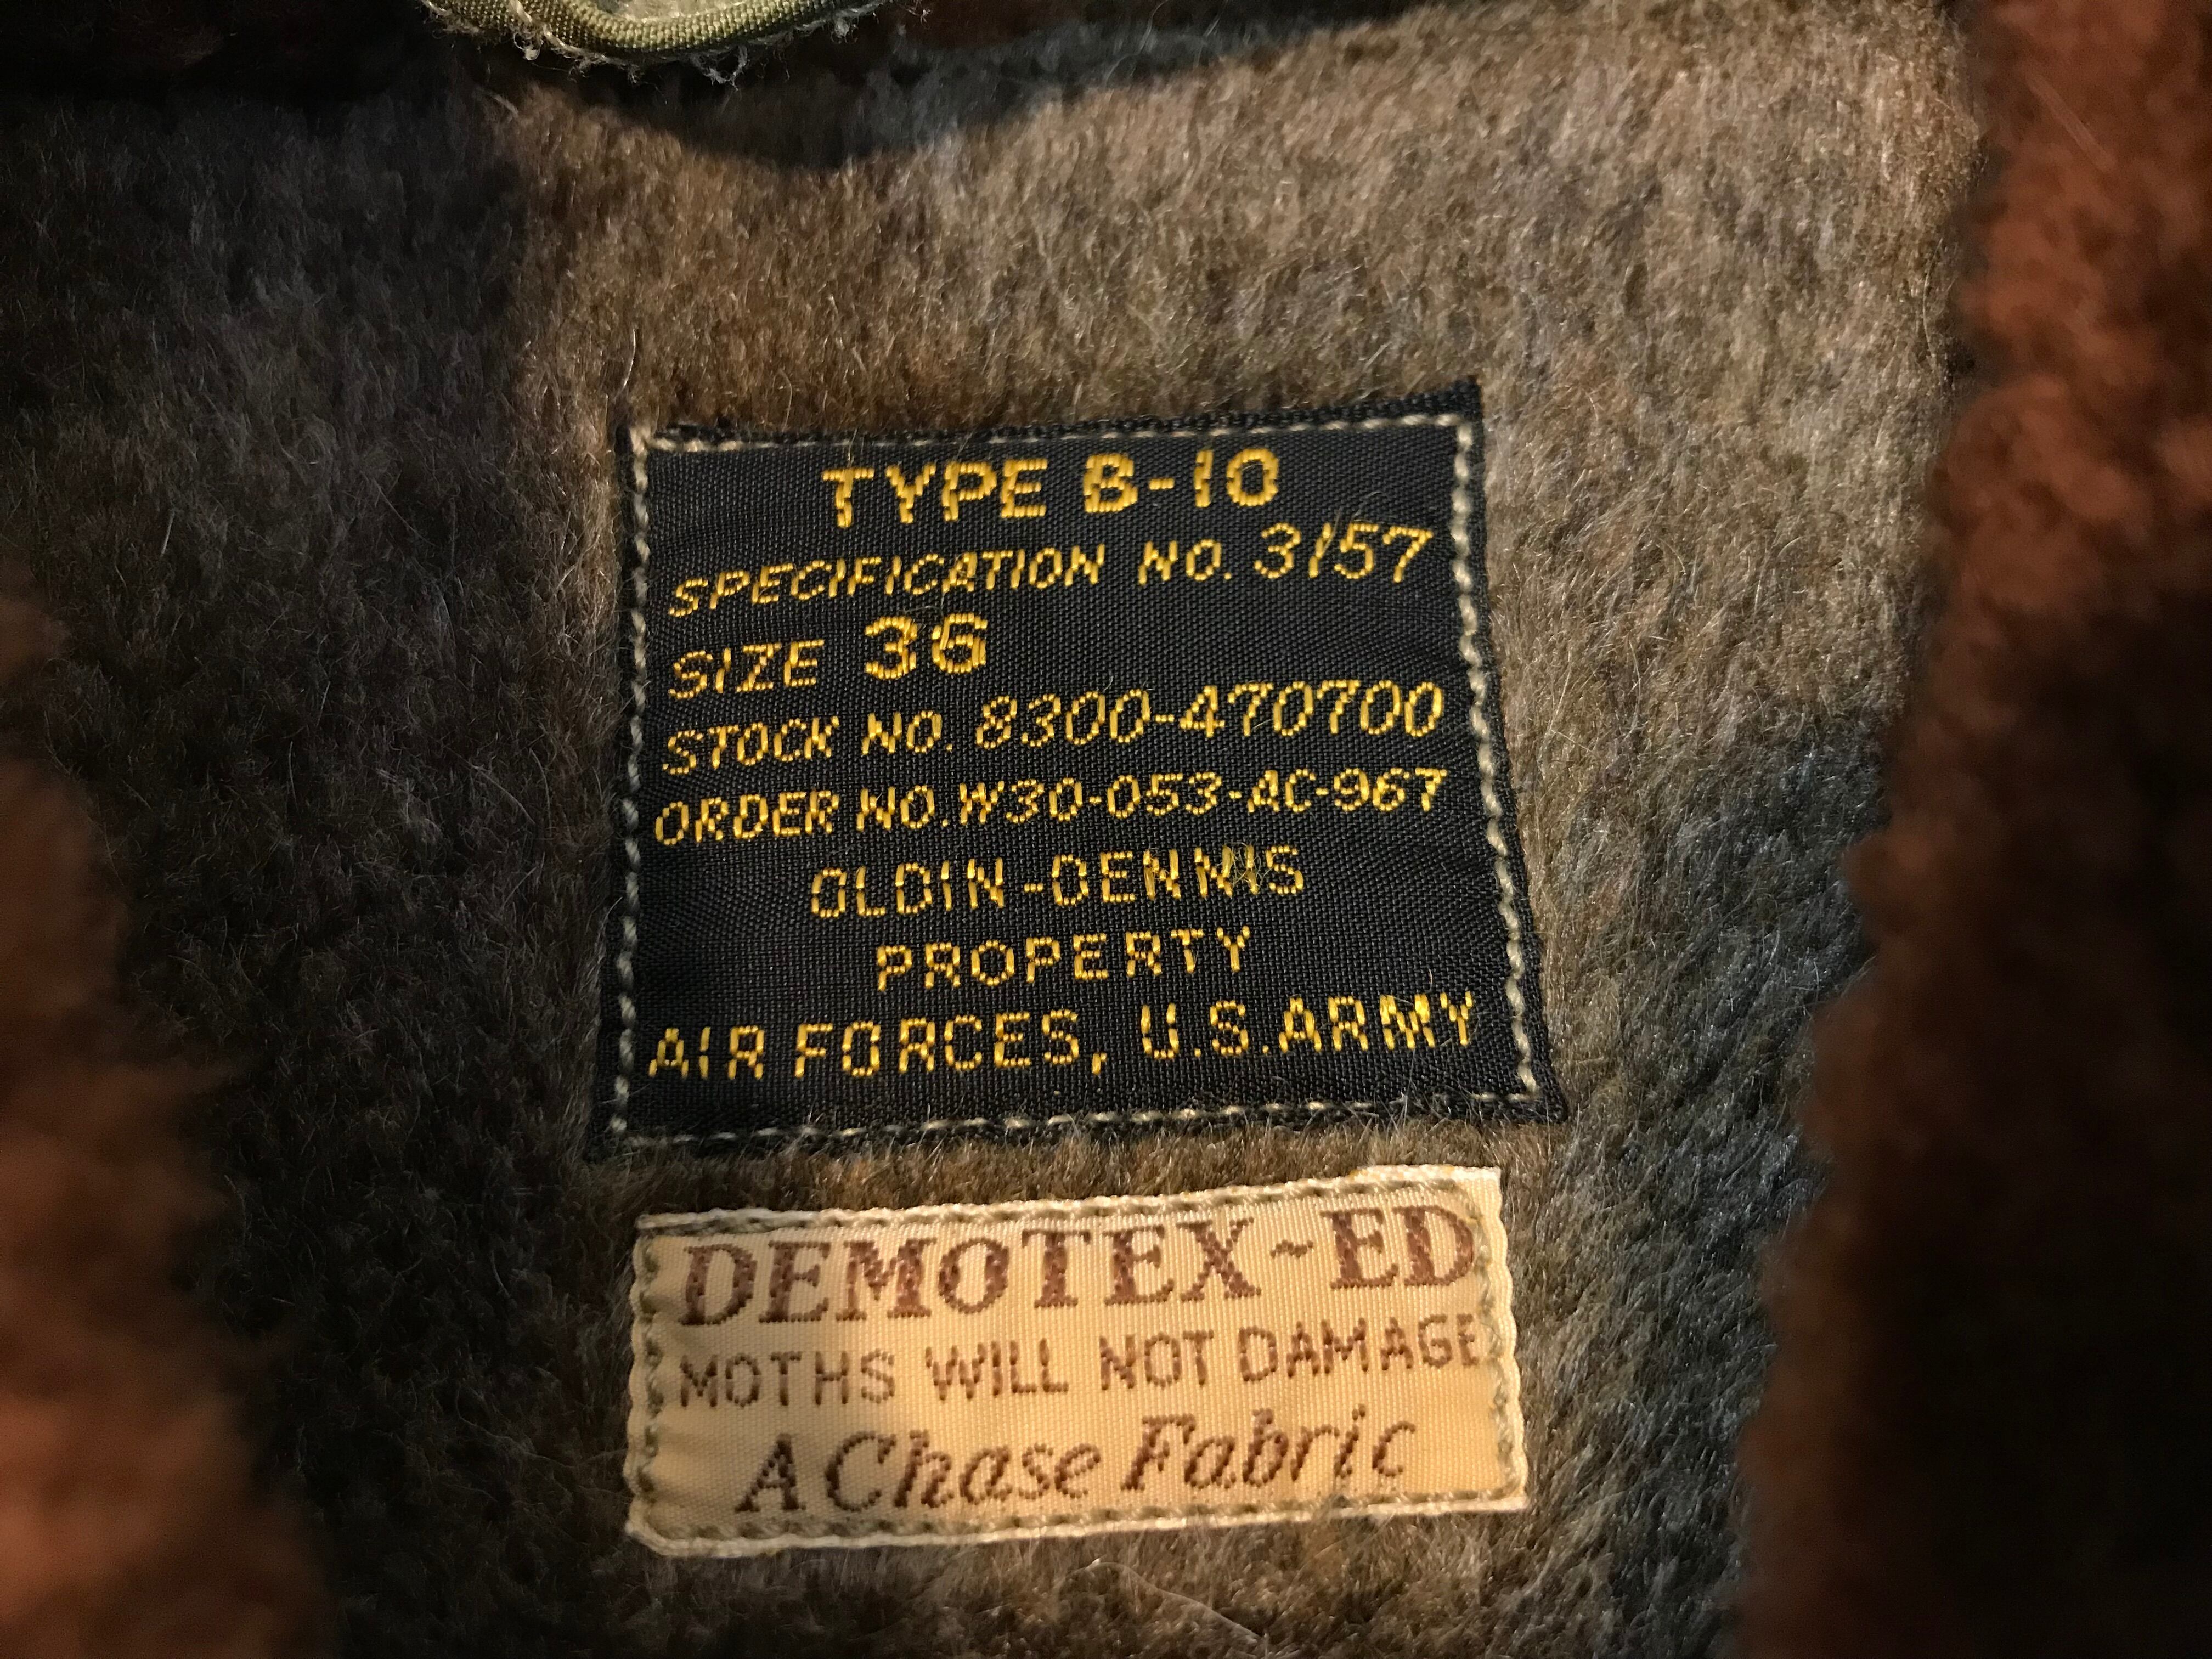 TYPE B-10
SPECIFICATION NO. 3157
SIZE 36
STOCK NO. 8300-470700
ORDER NO. W30-053-AC-967
OLDIN-DENNIS
PROPERTY
AIR FORCES, U.S. ARMY
DEMOTEX~ED
MOTHS WILL NOT DAMAGE
A Chase Fabric